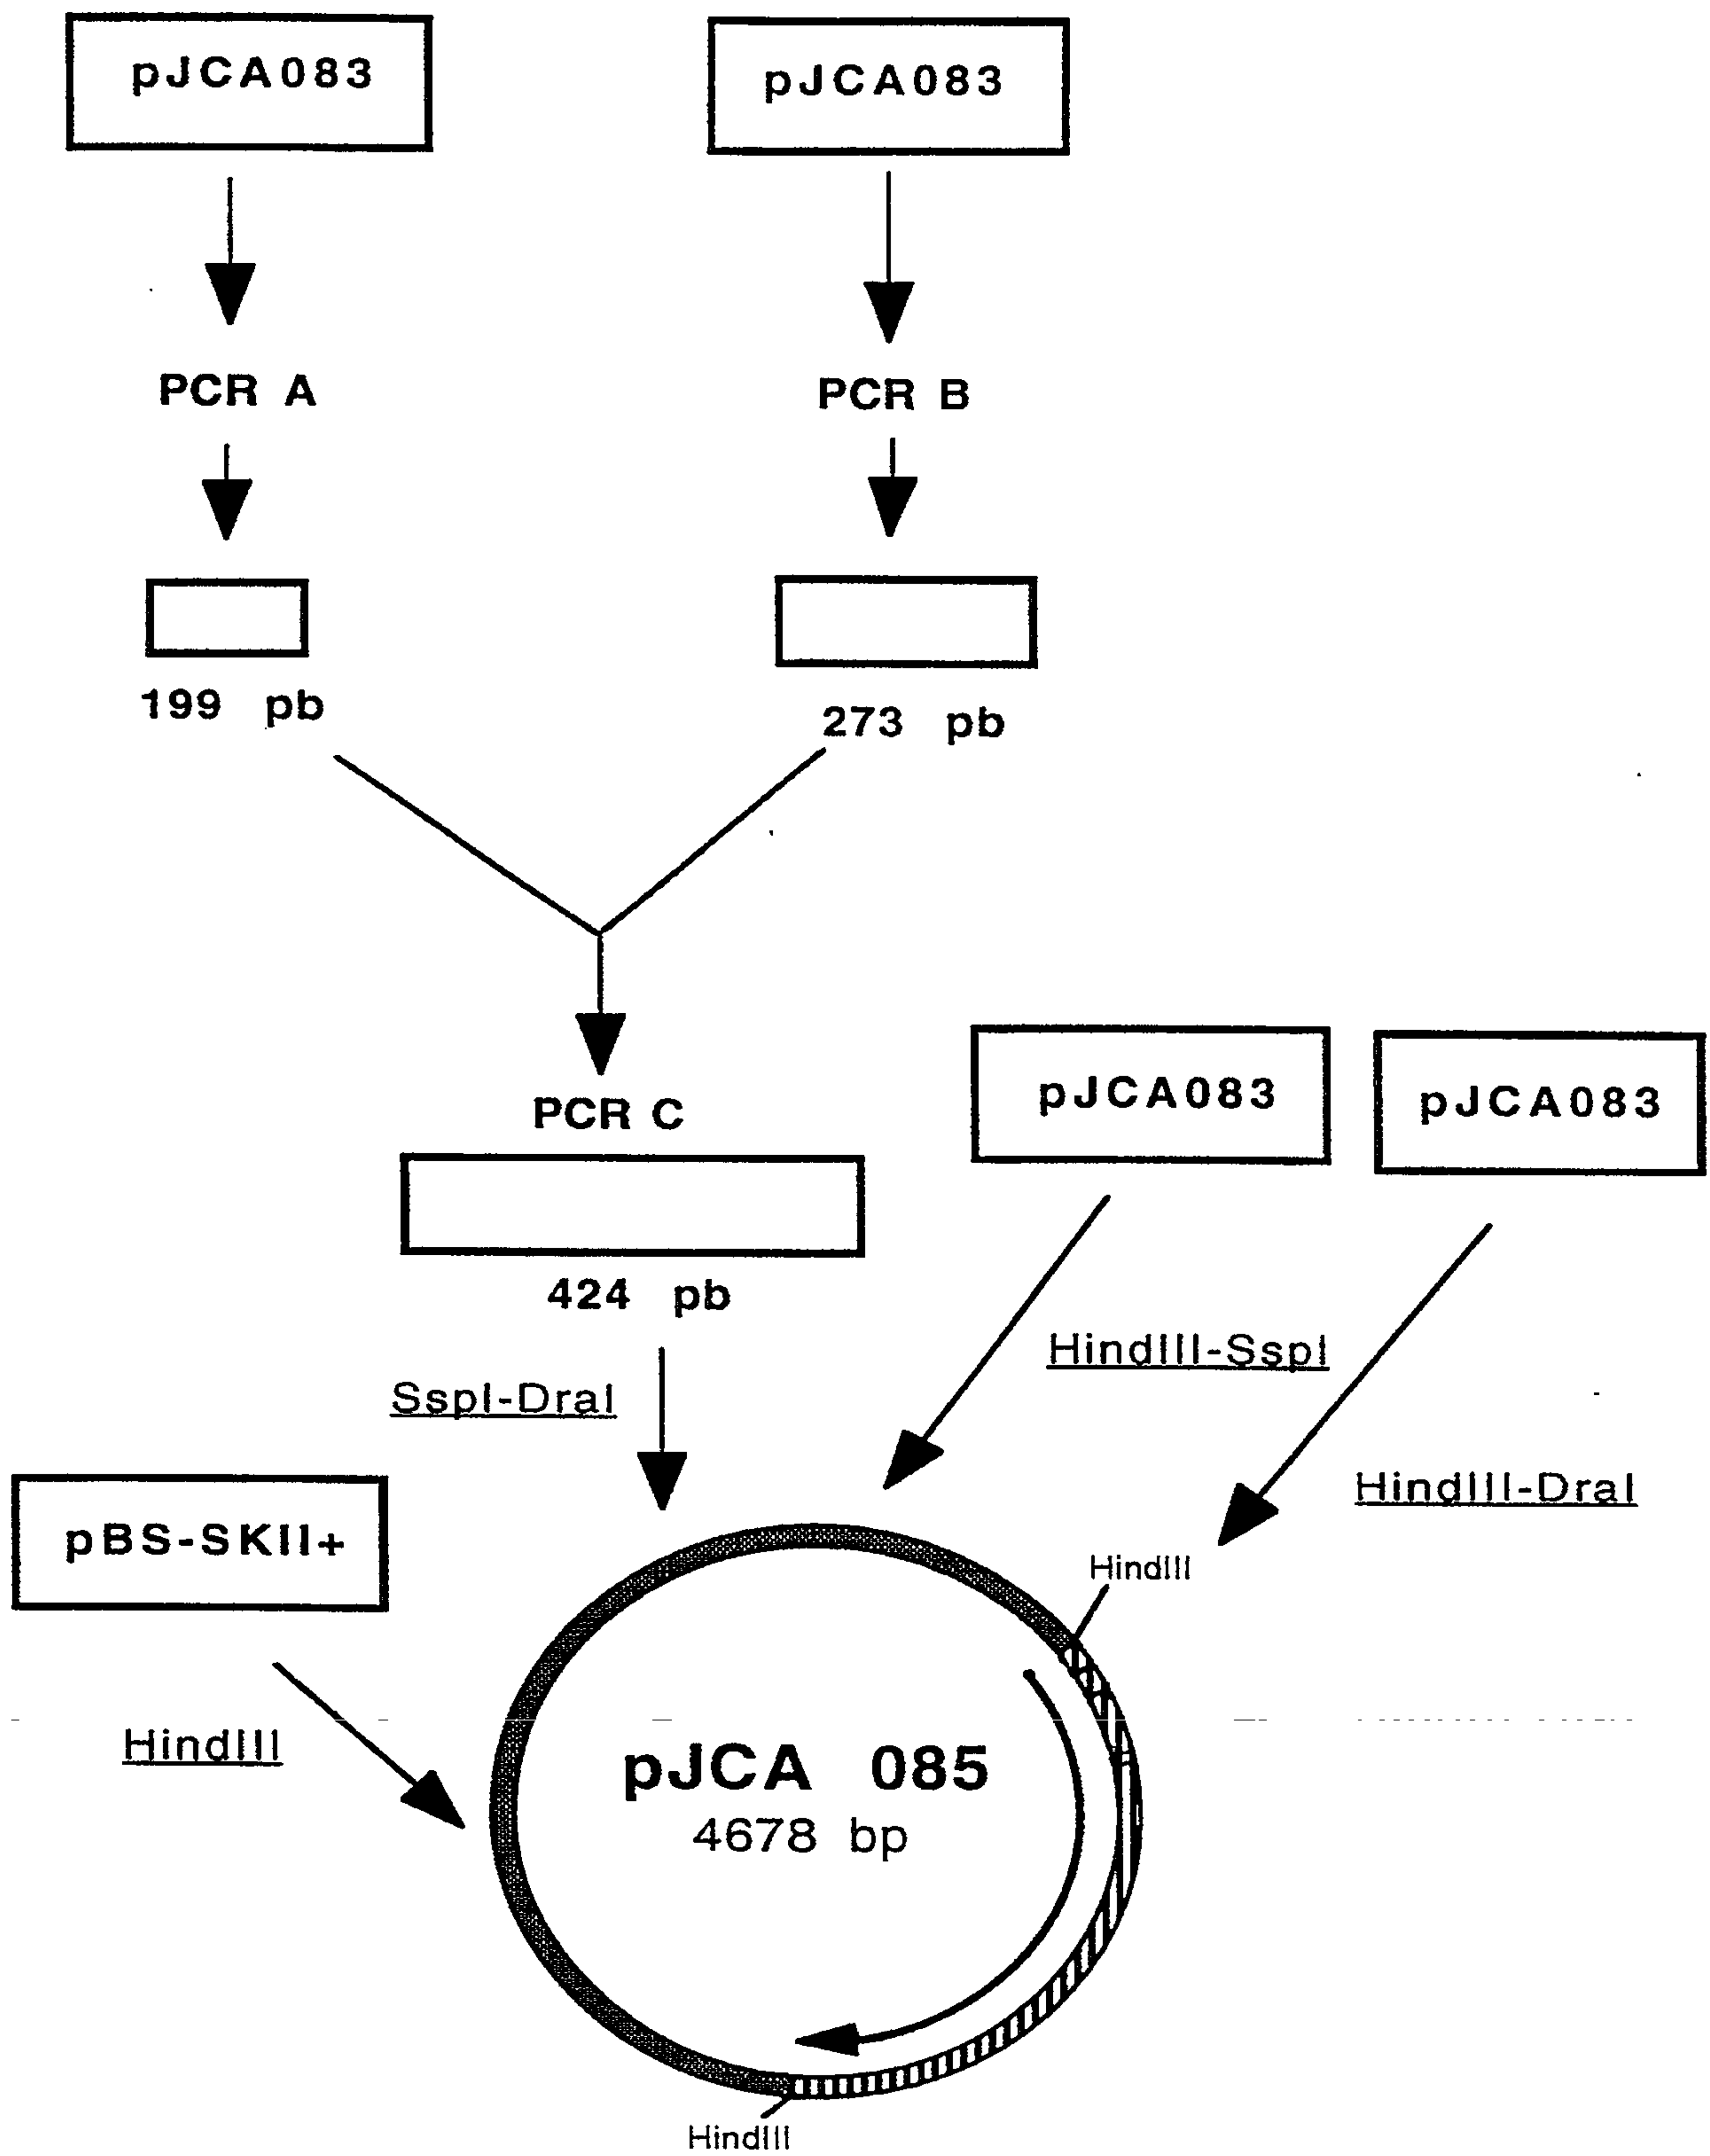 pJCA083
pJCA083
PCR A
PCR B
199 pb
273 pb
PCR C
pJCA083
pJCA083
424 pb
HindIII-SspI
SspI-DraI
HindIII-DraI
pBS-SKII+
HindIII
HindIII
pJCA 085
4678 bp
HindIII